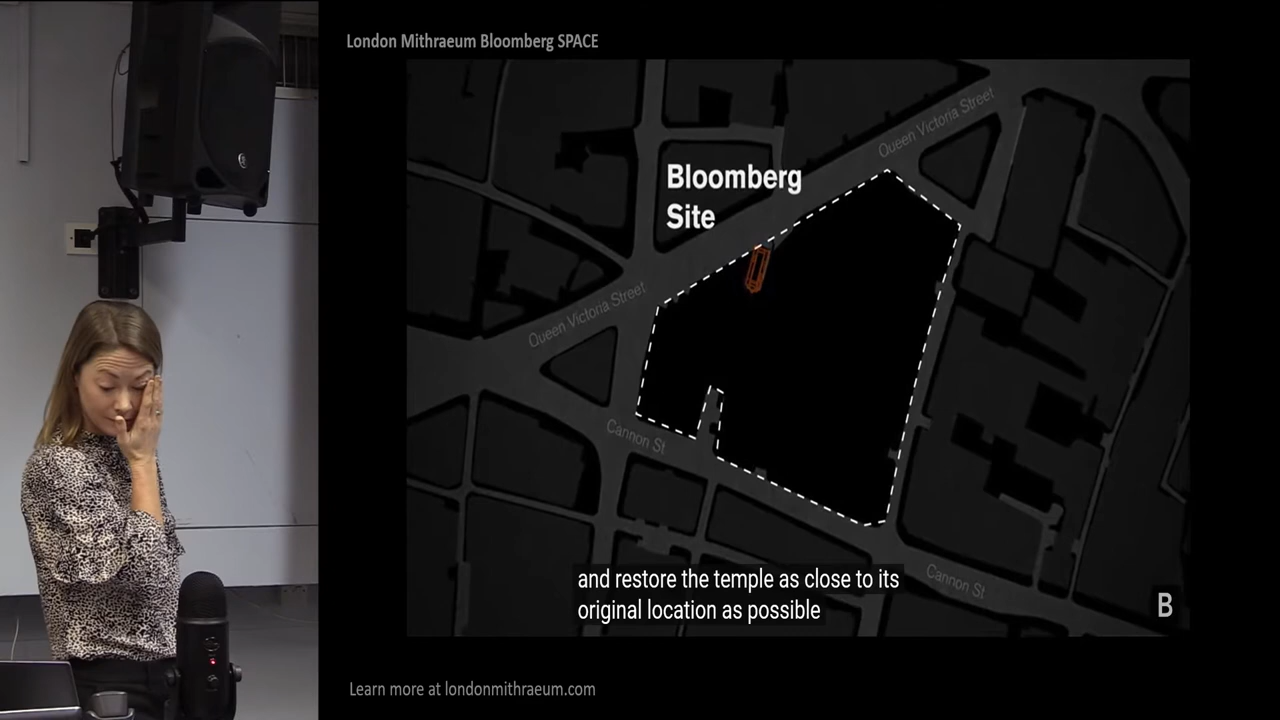 London Mithraeum Bloomberg SPACE
Queen Victoria Street
Bloomberg
Site
Queen Victoria Street
Cannon St
Cannon St
and restore the temple as close to its
original location as possible
B
Learn more at londonmithraeum.com